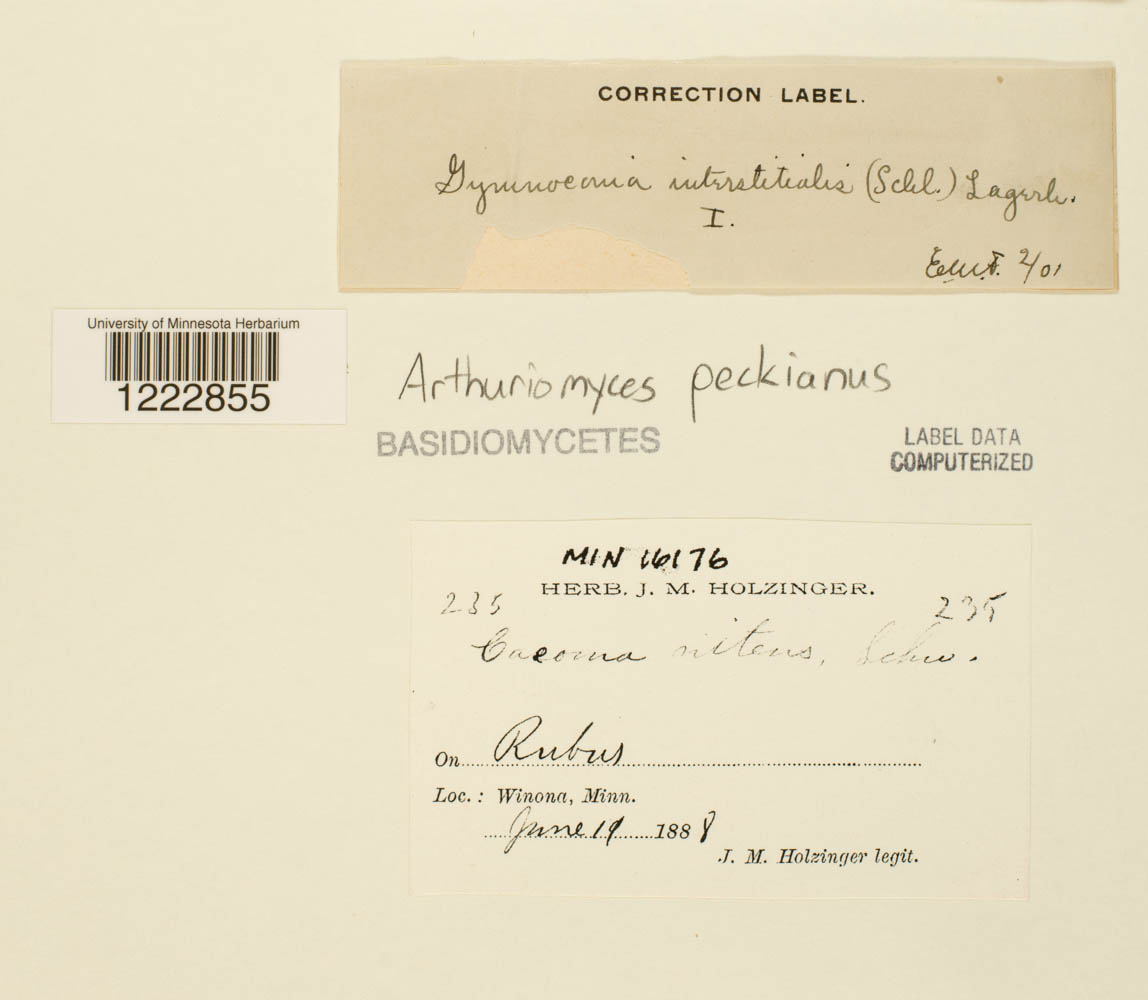 CORRECTION LABEL.
Gymnoconia interstitialis (Schl.) Lagerh.
I.
2/01
University of Minnesota Herbarium
1222855
Arthuriomyces peckianus
BASIDIOMYCETES
LABEL DATA
COMPUTERIZED
MIN 16176
HERB. J. M. HOLZINGER.
235 235
Caeoma nitens, Schw.
On Rubus
Loc.: Winona, Minn.
June 19 1888
J. M. Holzinger legit.